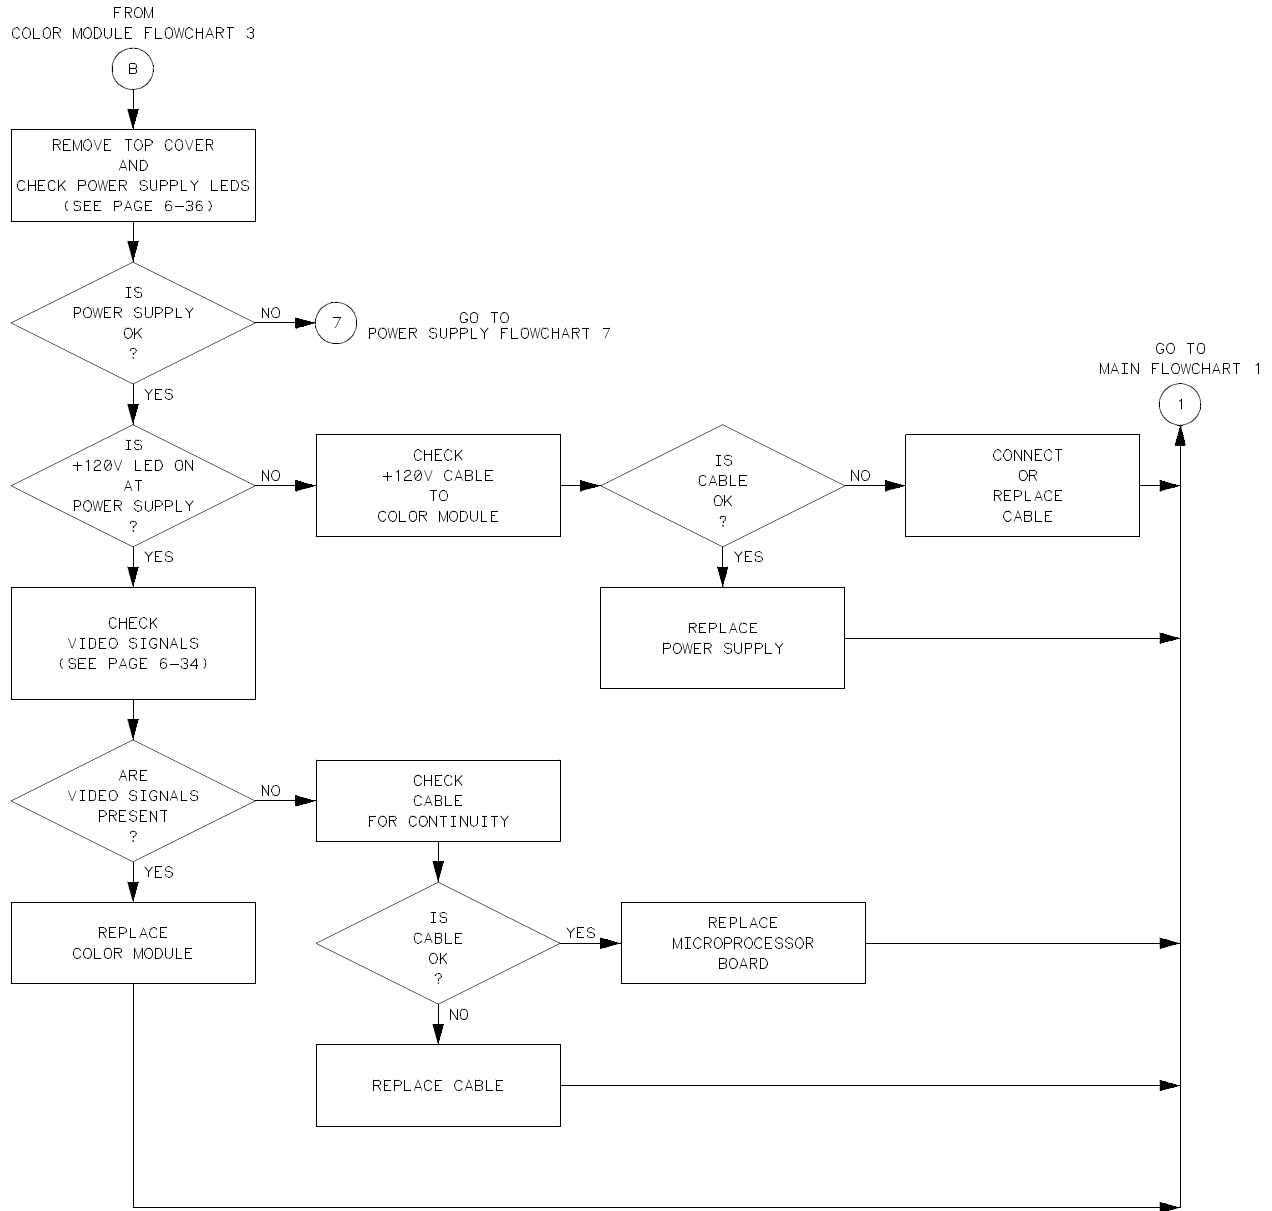 FROM
COLOR MODULE FLOWCHART 3
B
REMOVE TOP COVER
AND
CHECK POWER SUPPLY LEDS
(SEE PAGE 6-36)
IS
POWER SUPPLY
OK
?
NO
7
GO TO
POWER SUPPLY FLOWCHART 7
YES
GO TO
MAIN FLOWCHART 1
1
IS
+120V LED ON
AT
POWER SUPPLY
?
NO
CHECK
+120V CABLE
TO
COLOR MODULE
IS
CABLE
OK
?
NO
CONNECT
OR
REPLACE
CABLE
YES
YES
CHECK
VIDEO SIGNALS
(SEE PAGE 6-34)
REPLACE
POWER SUPPLY
ARE
VIDEO SIGNALS
PRESENT
?
NO
CHECK
CABLE
FOR CONTINUITY
YES
REPLACE
COLOR MODULE
IS
CABLE
OK
?
YES
REPLACE
MICROPROCESSOR
BOARD
NO
REPLACE CABLE